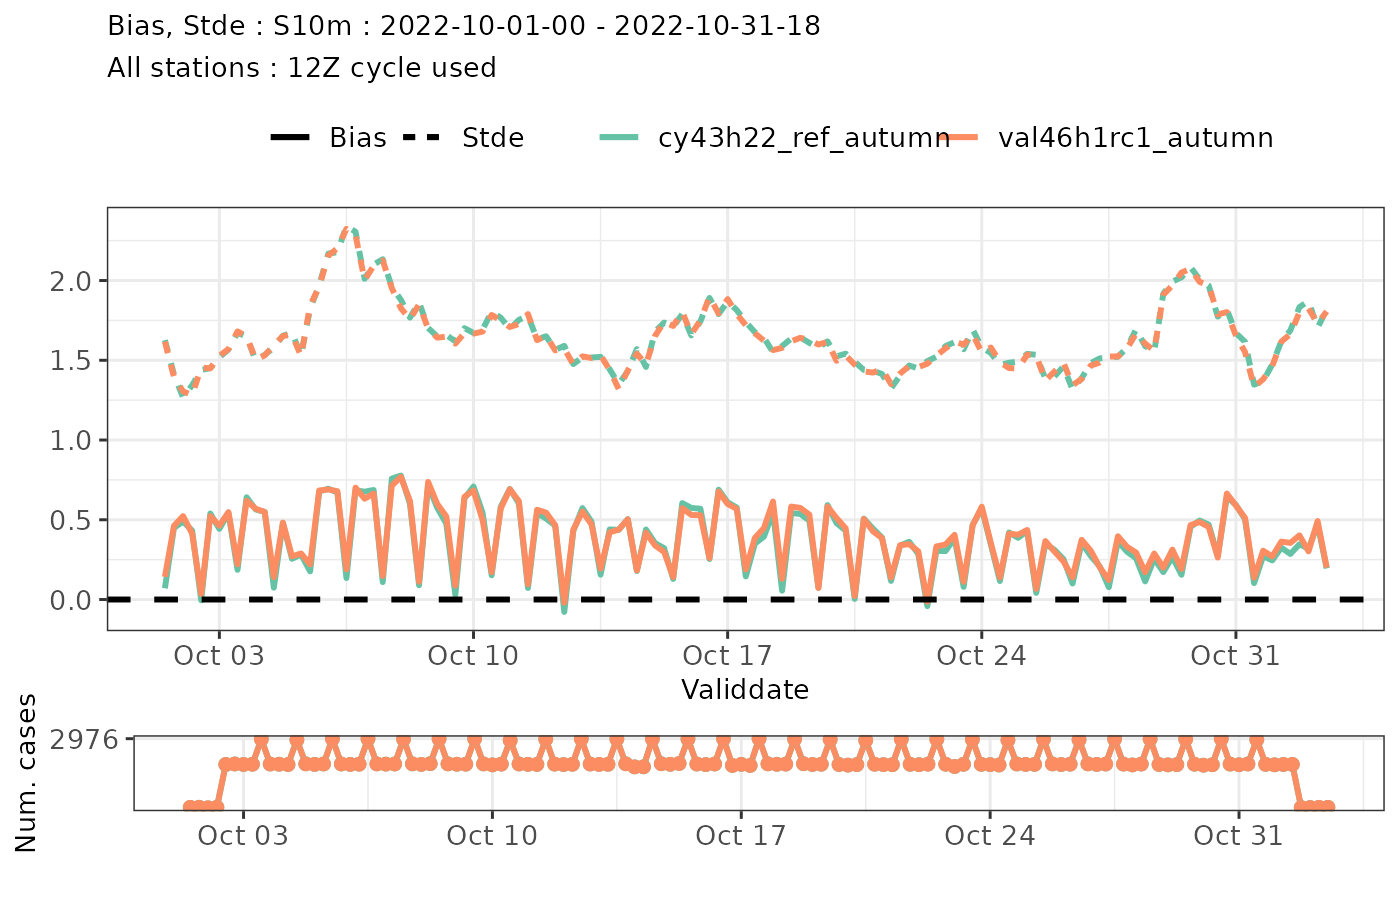 Bias, Stde : S10m : 2022-10-01-00 - 2022-10-31-18
All stations : 12Z cycle used
Bias Stde cy43h22_ref_autumn val46h1rc1_autumn
2.0
1.5
1.0
0.5
0.0
Oct 03 Oct 10 Oct 17 Oct 24 Oct 31
Validdate
Num. cases
2976
Oct 03 Oct 10 Oct 17 Oct 24 Oct 31